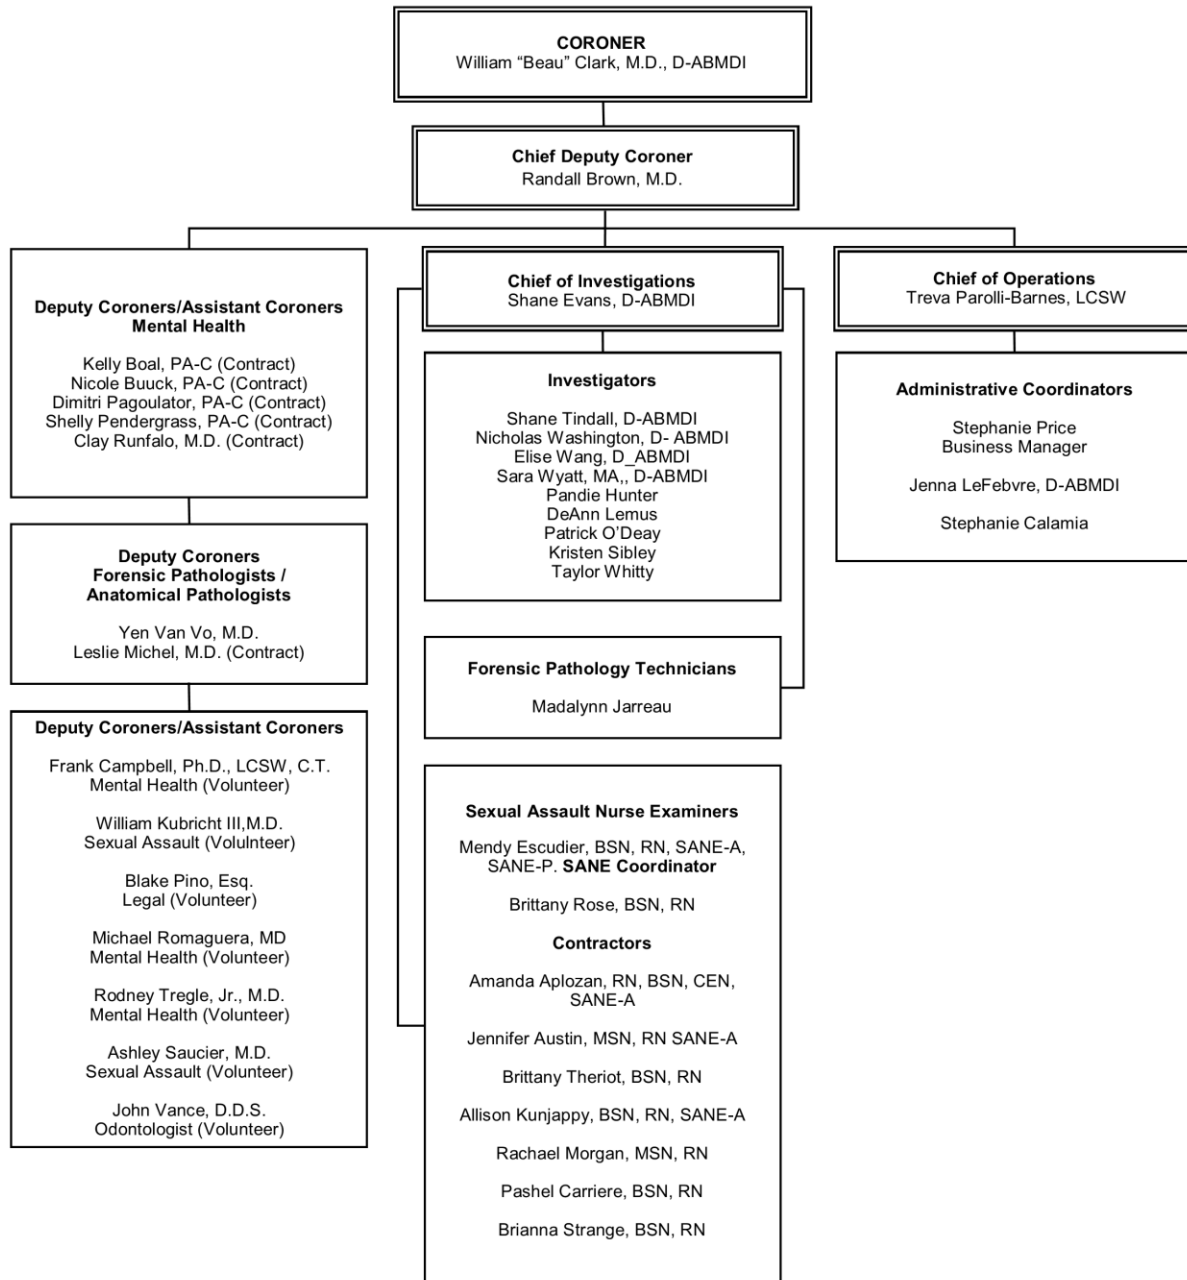 CORONER
William “Beau” Clark, M.D., D-ABMDI
Chief Deputy Coroner
Randall Brown, M.D.
Deputy Coroners/Assistant Coroners
Mental Health
Kelly Boal, PA-C (Contract)
Nicole Buuck, PA-C (Contract)
Dimitri Pagoulator, PA-C (Contract)
Shelly Pendergrass, PA-C (Contract)
Clay Runfalo, M.D. (Contract)
Deputy Coroners
Forensic Pathologists /
Anatomical Pathologists
Yen Van Vo, M.D.
Leslie Michel, M.D. (Contract)
Deputy Coroners/Assistant Coroners
Frank Campbell, Ph.D., LCSW, C.T.
Mental Health (Volunteer)
William Kubricht III,M.D.
Sexual Assault (Volulnteer)
Blake Pino, Esq.
Legal (Volunteer)
Michael Romaguera, MD
Mental Health (Volunteer)
Rodney Tregle, Jr., M.D.
Mental Health (Volunteer)
Ashley Saucier, M.D.
Sexual Assault (Volunteer)
John Vance, D.D.S.
Odontologist (Volunteer)
Chief of Investigations
Shane Evans, D-ABMDI
Investigators
Shane Tindall, D-ABMDI
Nicholas Washington, D- ABMDI
Elise Wang, D_ABMDI
Sara Wyatt, MA,, D-ABMDI
Pandie Hunter
DeAnn Lemus
Patrick O’Deay
Kristen Sibley
Taylor Whitty
Forensic Pathology Technicians
Madalynn Jarreau
Sexual Assault Nurse Examiners
Mendy Escudier, BSN, RN, SANE-A,
SANE-P. SANE Coordinator
Brittany Rose, BSN, RN
Contractors
Amanda Aplozan, RN, BSN, CEN,
SANE-A
Jennifer Austin, MSN, RN SANE-A
Brittany Theriot, BSN, RN
Allison Kunjappy, BSN, RN, SANE-A
Rachael Morgan, MSN, RN
Pashel Carriere, BSN, RN
Brianna Strange, BSN, RN
Chief of Operations
Treva Parolli-Barnes, LCSW
Administrative Coordinators
Stephanie Price
Business Manager
Jenna LeFebvre, D-ABMDI
Stephanie Calamia